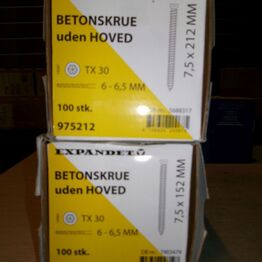 BETONSKRUE
uden HOVED
7,5 x 212 MM
TX 30
6 - 6,5 MM
100 stk.
975212
EXPANDET
BETONSKRUE
uden HOVED
7,5 x 152 MM
TX 30
6 - 6,5 MM
100 stk.